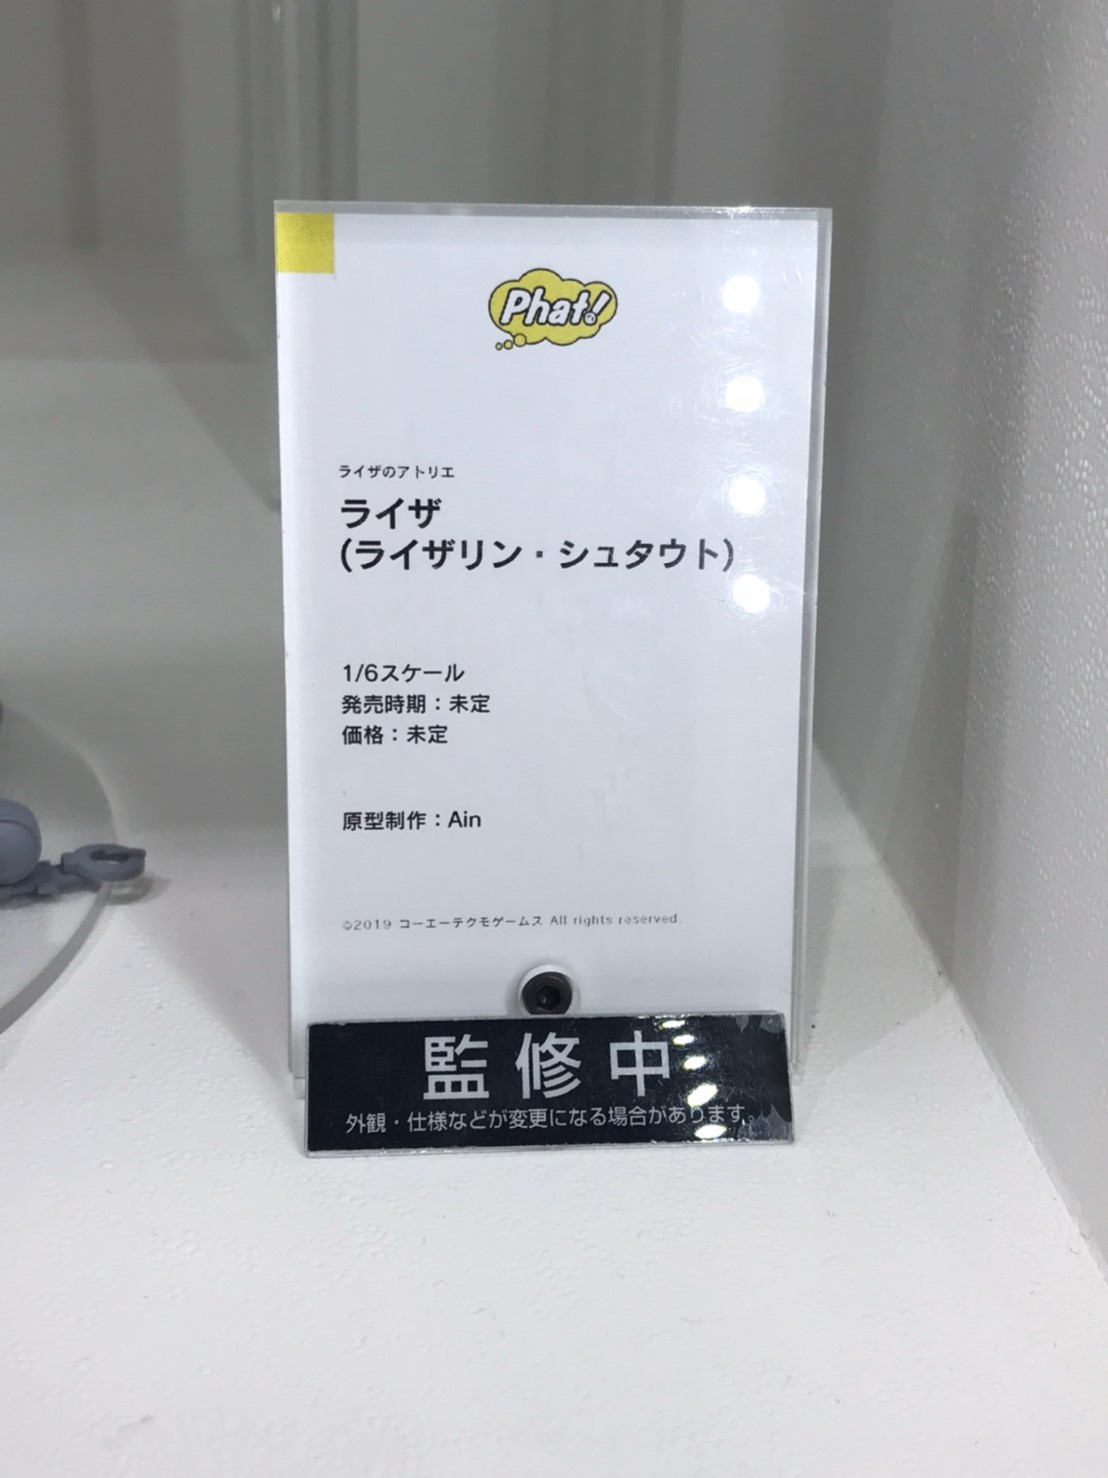 Phat!
ライザのアトリエ
ライザ
(ライザリン・シュタウト)
1/6スケール
発売時期：未定
価格：未定
原型制作：Ain
©2019 コーエーテクモゲームス All rights reserved.
監修中
外観・仕様などが変更になる場合があります。